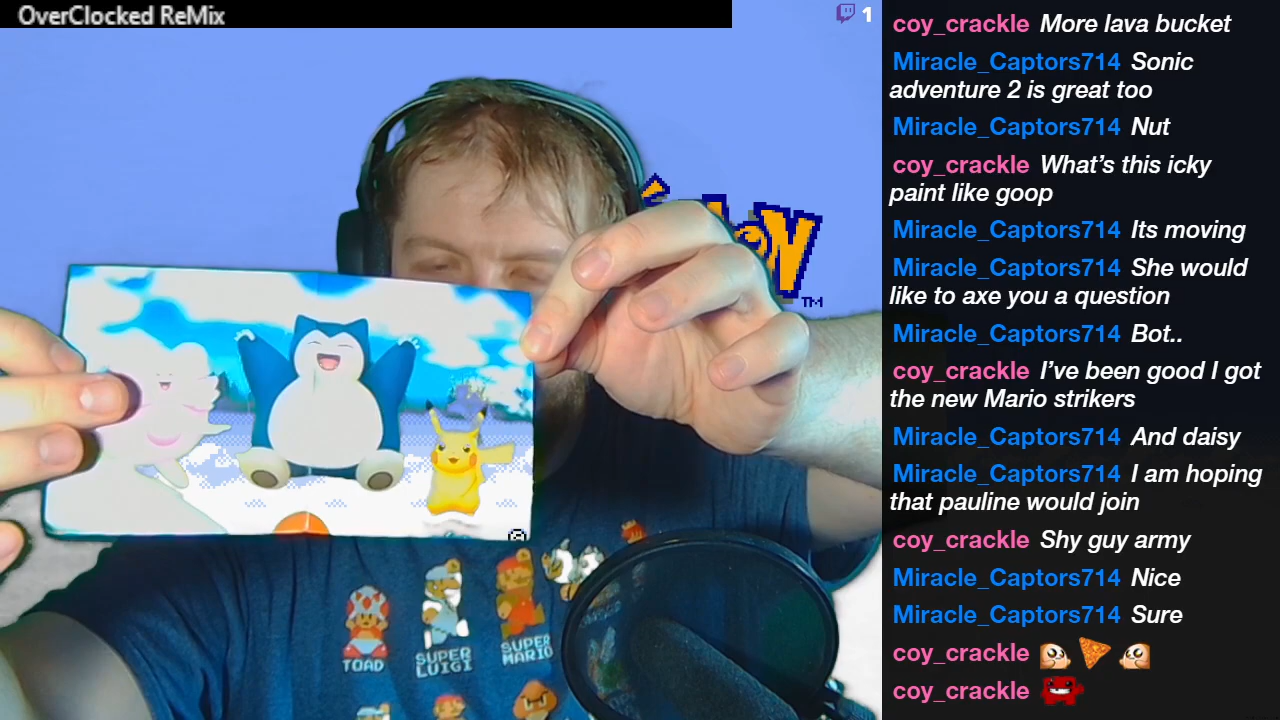 OverClocked ReMix
1
coy_crackle More lava bucket
Miracle_Captors714 Sonic
adventure 2 is great too
Miracle_Captors714 Nut
coy_crackle What's this icky
paint like goop
Miracle_Captors714 Its moving
Miracle_Captors714 She would
like to axe you a question
Miracle_Captors714 Bot..
coy_crackle I've been good I got
the new Mario strikers
Miracle_Captors714 And daisy
Miracle_Captors714 I am hoping
that pauline would join
coy_crackle Shy guy army
Miracle_Captors714 Nice
Miracle_Captors714 Sure
coy_crackle
coy_crackle
TM
TOAD
SUPER
LUIGI
SUPER
MARIO